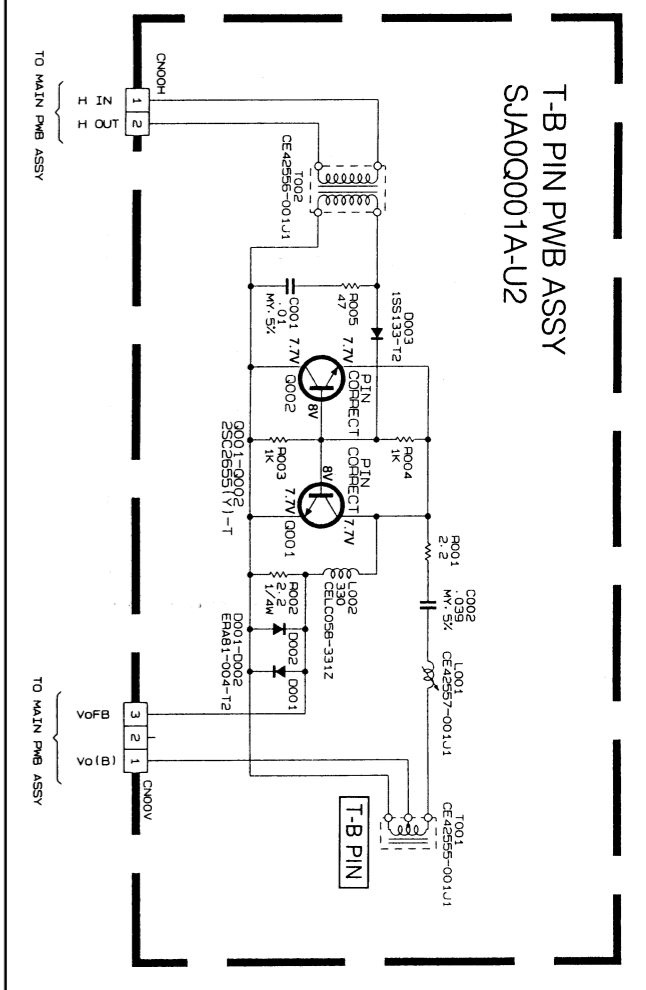 T-B PIN PWB ASSY
SJA0Q001A-U2
TO MAIN PWB ASSY
H IN
H OUT
CN00H
1
2
T002
CE42556-001J1
D003
1SS133-T2
R005
47
C001
.01
MY.5%
7.7V
7.7V
Q002
8V
PIN
CORRECT
R003
1K
R004
1K
PIN
CORRECT
8V
7.7V
7.7V
Q001
Q001-Q002
2SC2655(Y)-T
R001
2.2
C002
.039
MY.5%
L001
CE42557-001J1
L002
330
CELC058-331Z
R002
2.2
1/4W
D002
D001
D001-D002
ERA81-004-T2
T001
CE42555-001J1
T-B PIN
VoFB
Vo(B)
3
2
1
CN00V
TO MAIN PWB ASSY